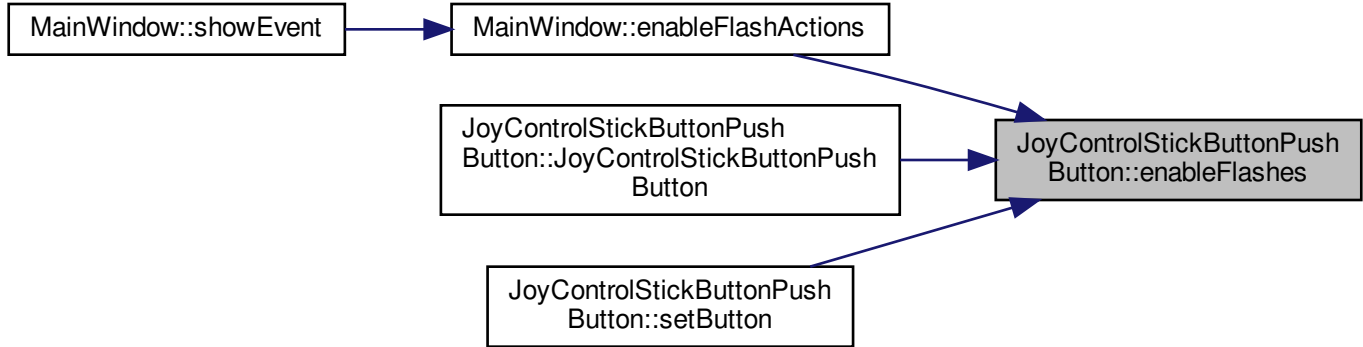 MainWindow::showEvent
MainWindow::enableFlashActions
JoyControlStickButtonPush
Button::JoyControlStickButtonPush
Button
JoyControlStickButtonPush
Button::enableFlashes
JoyControlStickButtonPush
Button::setButton